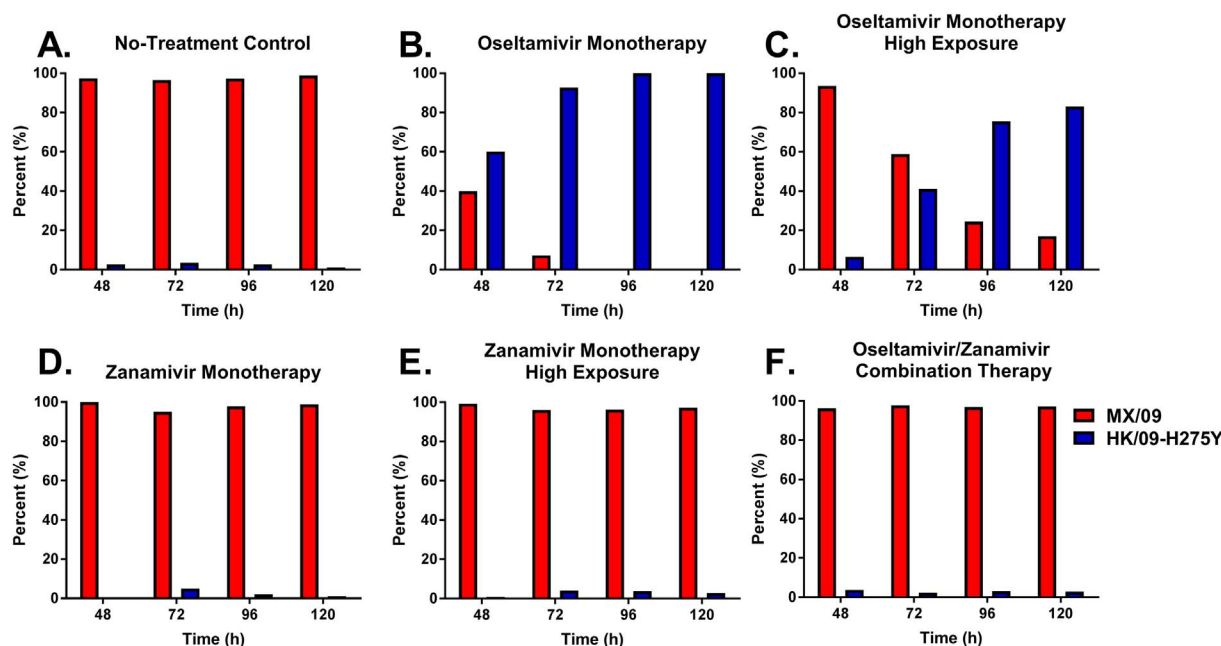 A.
No-Treatment Control
Percent (%)
100
80
60
40
20
0
48 72 96 120
Time (h)
B.
Oseltamivir Monotherapy
Percent (%)
100
80
60
40
20
0
48 72 96 120
Time (h)
C.
Oseltamivir Monotherapy
High Exposure
Percent (%)
100
80
60
40
20
0
48 72 96 120
Time (h)
D.
Zanamivir Monotherapy
Percent (%)
100
80
60
40
20
0
48 72 96 120
Time (h)
E.
Zanamivir Monotherapy
High Exposure
Percent (%)
100
80
60
40
20
0
48 72 96 120
Time (h)
F.
Oseltamivir/Zanamivir
Combination Therapy
Percent (%)
100
80
60
40
20
0
48 72 96 120
Time (h)
MX/09
HK/09-H275Y